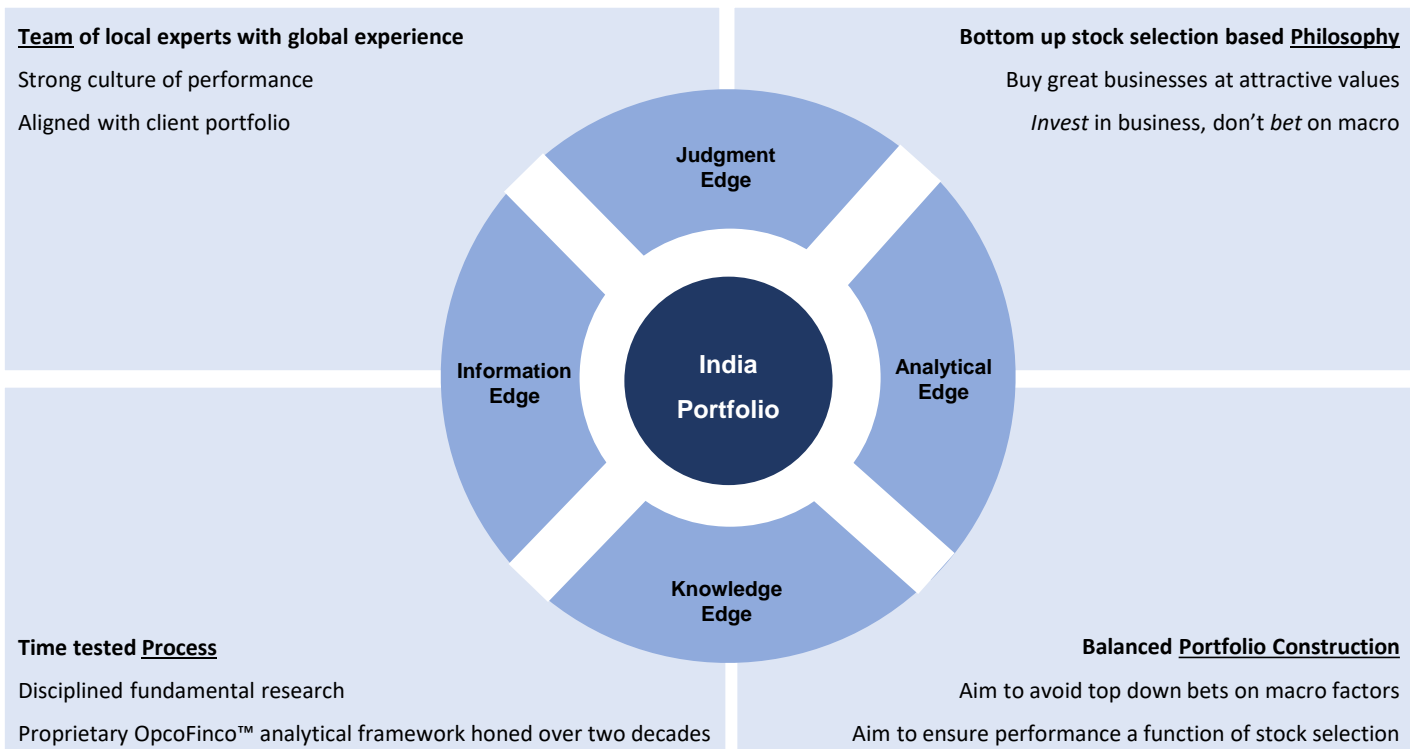 Team of local experts with global experience
Strong culture of performance
Aligned with client portfolio
Bottom up stock selection based Philosophy
Buy great businesses at attractive values
Invest in business, don’t bet on macro
Judgment
Edge
Information
Edge
India
Portfolio
Analytical
Edge
Knowledge
Edge
Time tested Process
Disciplined fundamental research
Proprietary OpcoFinco™ analytical framework honed over two decades
Balanced Portfolio Construction
Aim to avoid top down bets on macro factors
Aim to ensure performance a function of stock selection